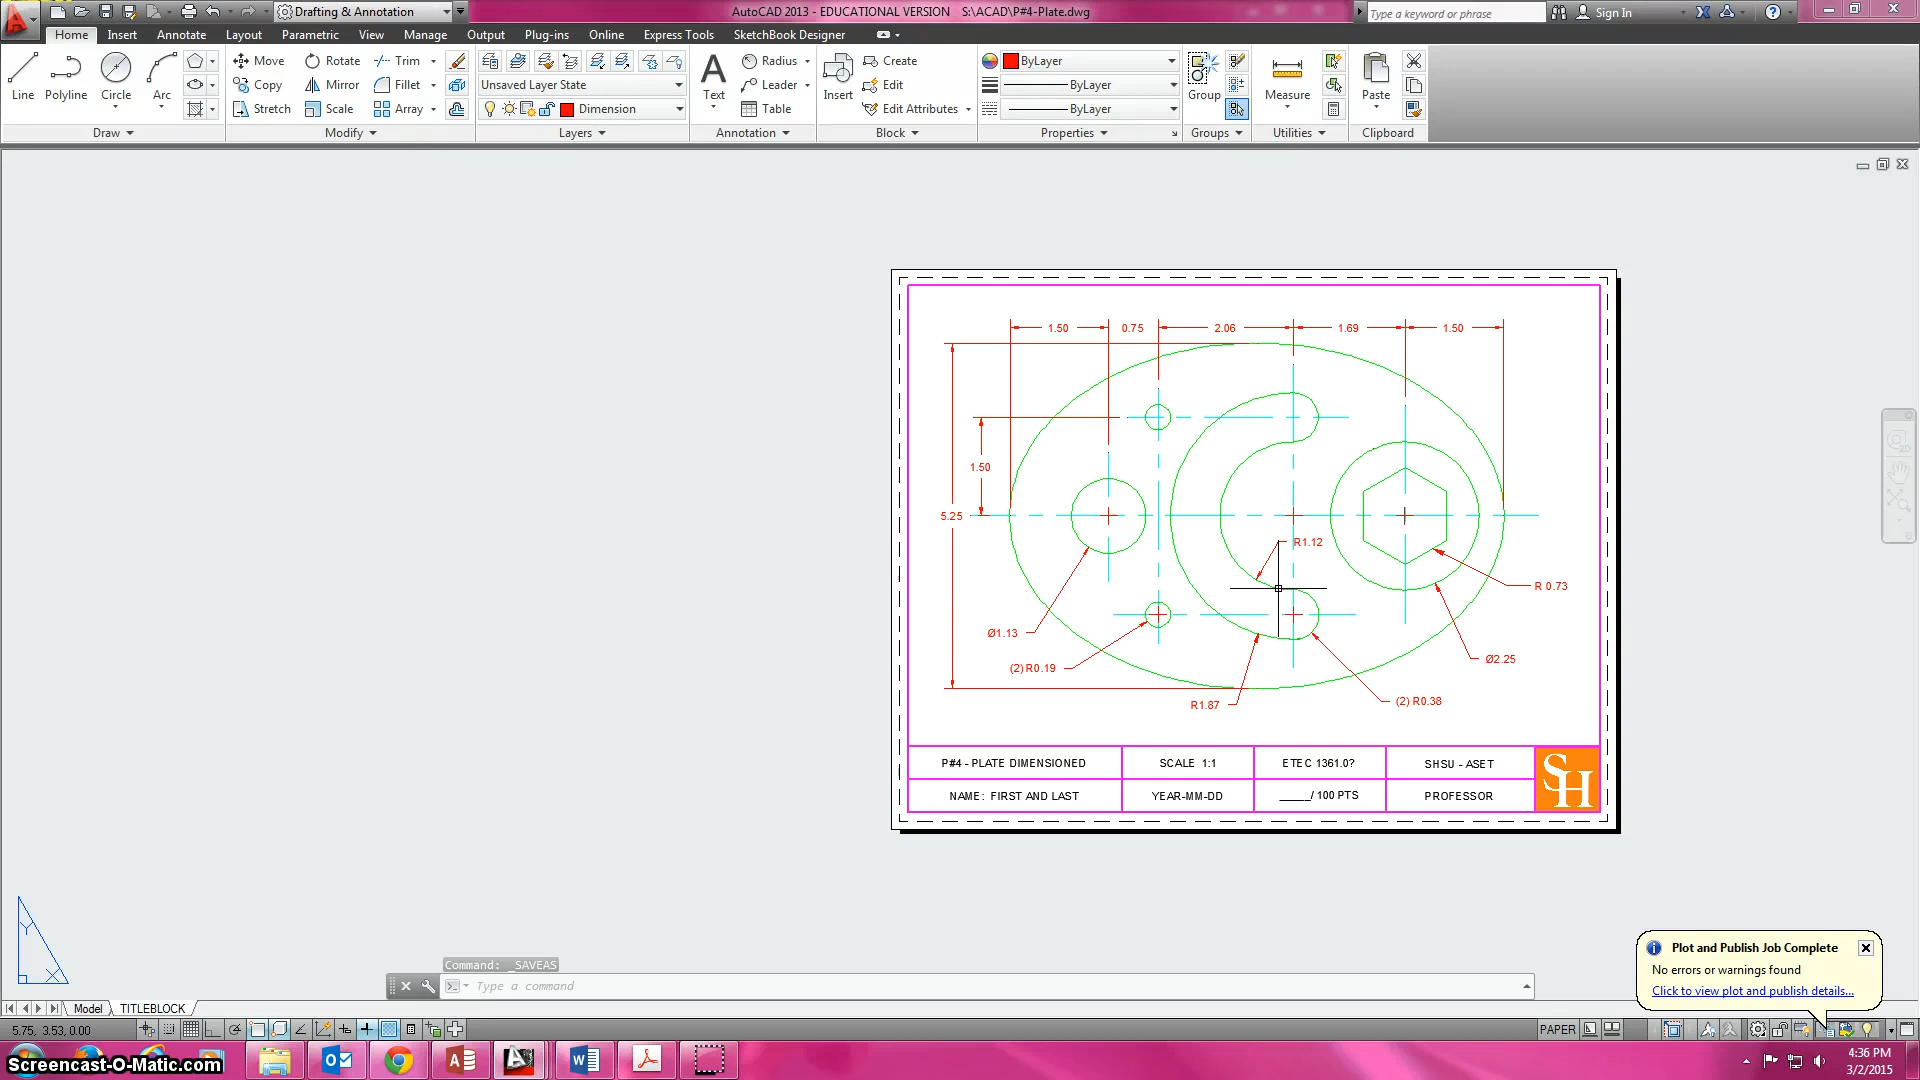 Drafting & Annotation
AutoCAD 2013 - EDUCATIONAL VERSION S:\ACAD\P#4-Plate.dwg
Type a keyword or phrase
Sign In
Home Insert Annotate Layout Parametric View Manage Output Plug-ins Online Express Tools SketchBook Designer
Line Polyline Circle Arc
Move Rotate Trim
Copy Mirror Fillet
Stretch Scale Array
Unsaved Layer State
Dimension
Text
Radius
Leader
Table
Insert
Create
Edit
Edit Attributes
ByLayer
ByLayer
ByLayer
Group
Measure
Paste
Draw Modify Layers Annotation Block Properties Groups Utilities Clipboard
1.50 0.75 2.06 1.69 1.50
1.50
5.25
R1.12
R 0.73
Ø1.13
Ø2.25
(2) R0.19
R1.87
(2) R0.38
P#4 - PLATE DIMENSIONED SCALE 1:1 ETEC 1361.0? SHSU - ASET
NAME: FIRST AND LAST YEAR-MM-DD _____/ 100 PTS PROFESSOR
SH
Y
X
Command: _SAVEAS
Type a command
Plot and Publish Job Complete
No errors or warnings found
Click to view plot and publish details...
Model TITLEBLOCK
5.75, 3.53, 0.00
PAPER
Screencast-O-Matic.com
4:36 PM
3/2/2015